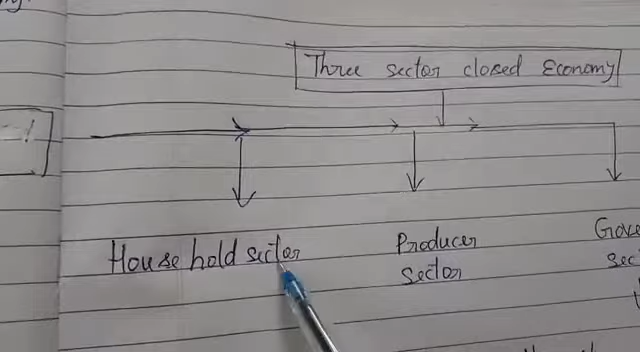 Three sector closed Economy
House hold sector
Producer
sector